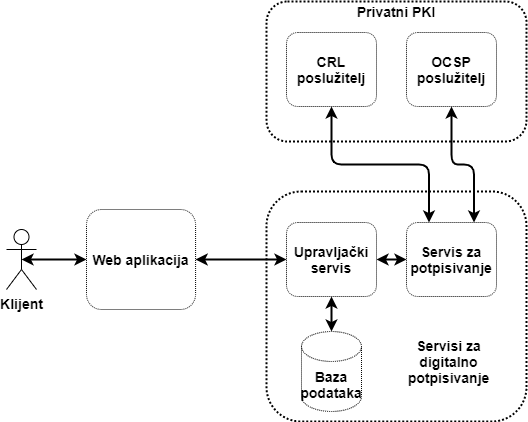 Privatni PKI
CRL
poslužitelj
OCSP
poslužitelj
Klijent
Web aplikacija
Upravljački
servis
Servis za
potpisivanje
Baza
podataka
Servisi za
digitalno
potpisivanje